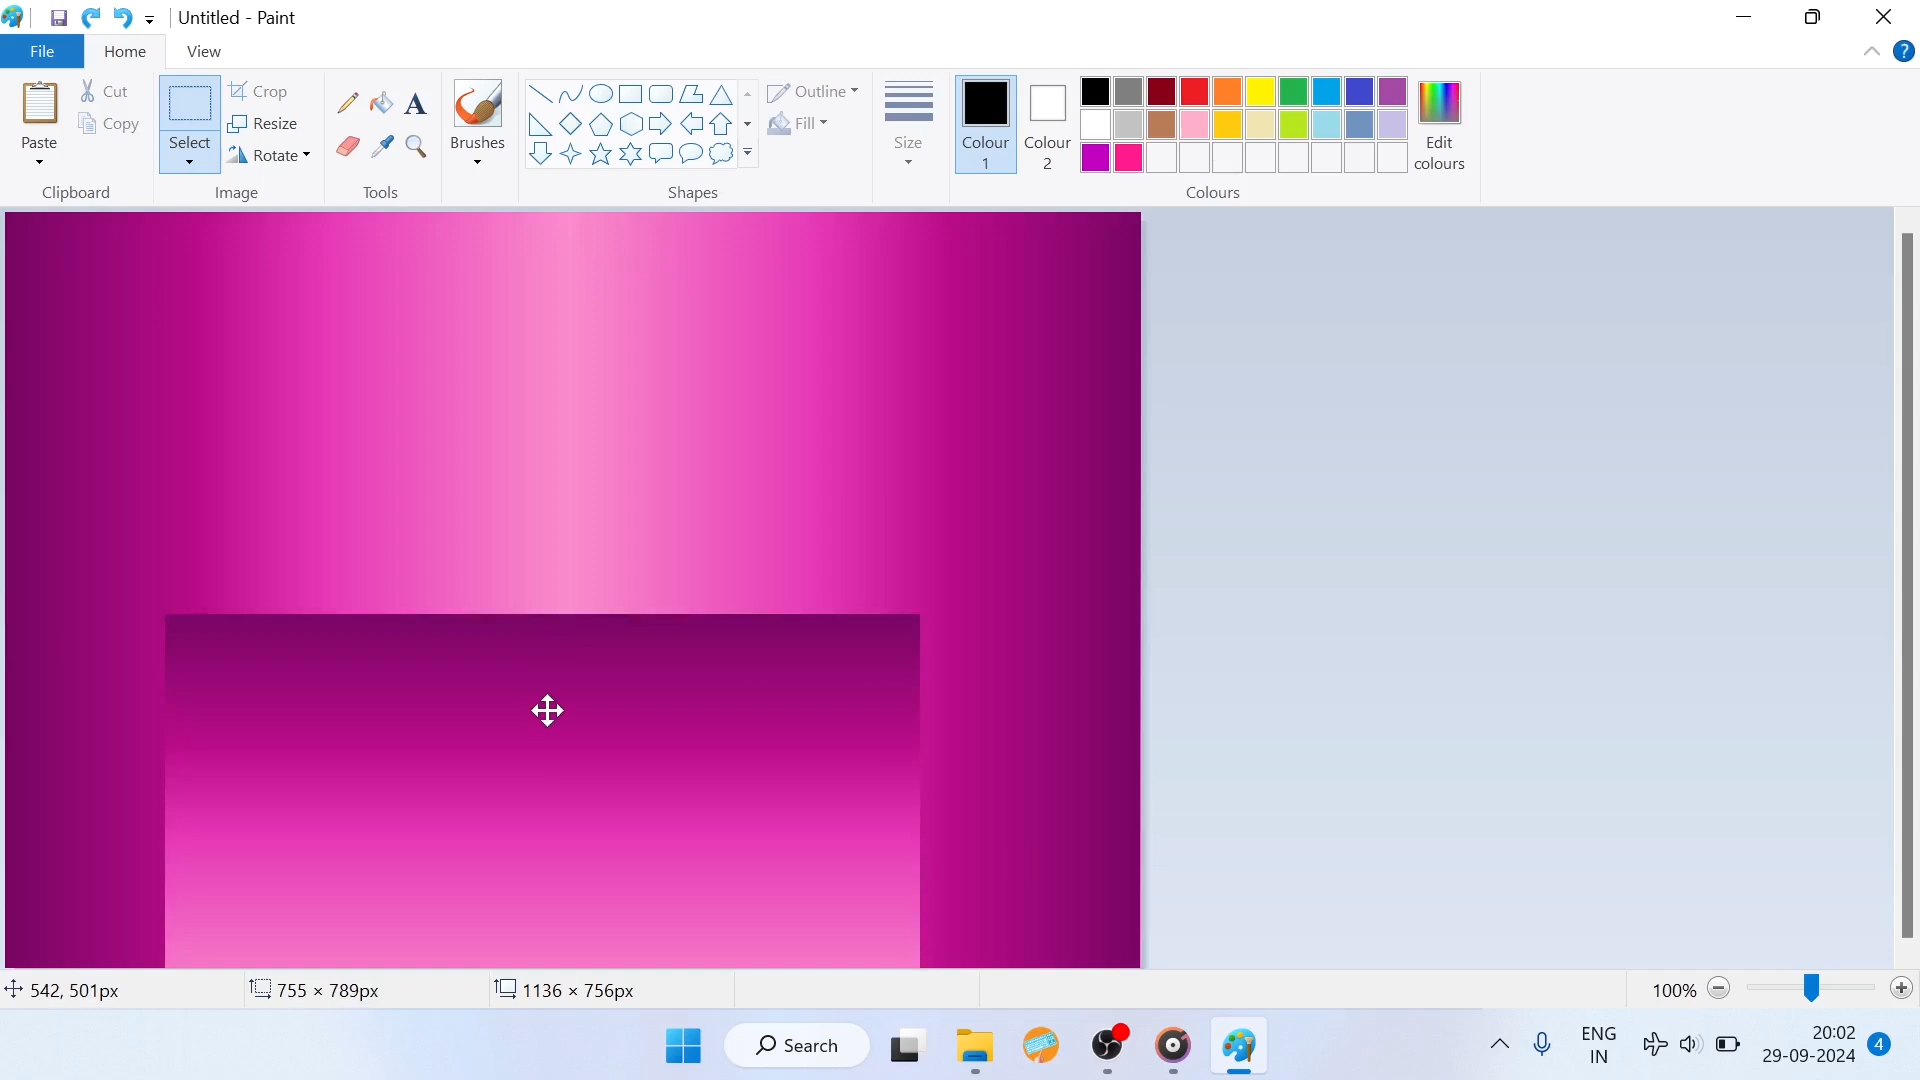 Untitled - Paint
File Home View
Paste
Cut
Copy
Clipboard
Select
Crop
Resize
Rotate
Image
Tools
Brushes
Shapes
Outline
Fill
Size
Colour 1
Colour 2
Edit colours
Colours
542, 501px 755 × 789px 1136 × 756px 100%
Search
ENG
IN
20:02
29-09-2024
4